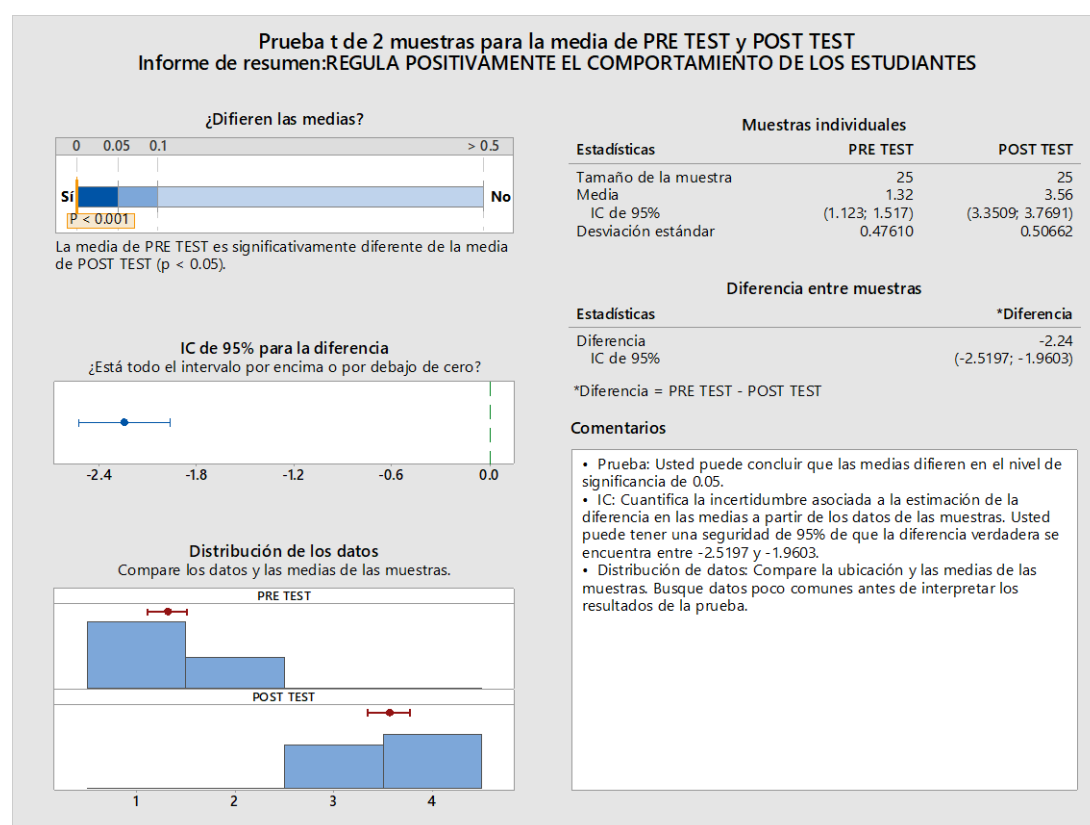 Prueba t de 2 muestras para la media de PRE TEST y POST TEST
Informe de resumen:REGULA POSITIVAMENTE EL COMPORTAMIENTO DE LOS ESTUDIANTES
¿Difieren las medias?
0 0.05 0.1 > 0.5
Sí No
P < 0.001
La media de PRE TEST es significativamente diferente de la media
de POST TEST (p < 0.05).
IC de 95% para la diferencia
¿Está todo el intervalo por encima o por debajo de cero?
-2.4 -1.8 -1.2 -0.6 0.0
Distribución de los datos
Compare los datos y las medias de las muestras.
PRE TEST
POST TEST
1 2 3 4
Muestras individuales
Estadísticas PRE TEST POST TEST
Tamaño de la muestra 25 25
Media 1.32 3.56
IC de 95% (1.123; 1.517) (3.3509; 3.7691)
Desviación estándar 0.47610 0.50662
Diferencia entre muestras
Estadísticas *Diferencia
Diferencia -2.24
IC de 95% (-2.5197; -1.9603)
*Diferencia = PRE TEST - POST TEST
Comentarios
• Prueba: Usted puede concluir que las medias difieren en el nivel de
significancia de 0.05.
• IC: Cuantifica la incertidumbre asociada a la estimación de la
diferencia en las medias a partir de los datos de las muestras. Usted
puede tener una seguridad de 95% de que la diferencia verdadera se
encuentra entre -2.5197 y -1.9603.
• Distribución de datos: Compare la ubicación y las medias de las
muestras. Busque datos poco comunes antes de interpretar los
resultados de la prueba.